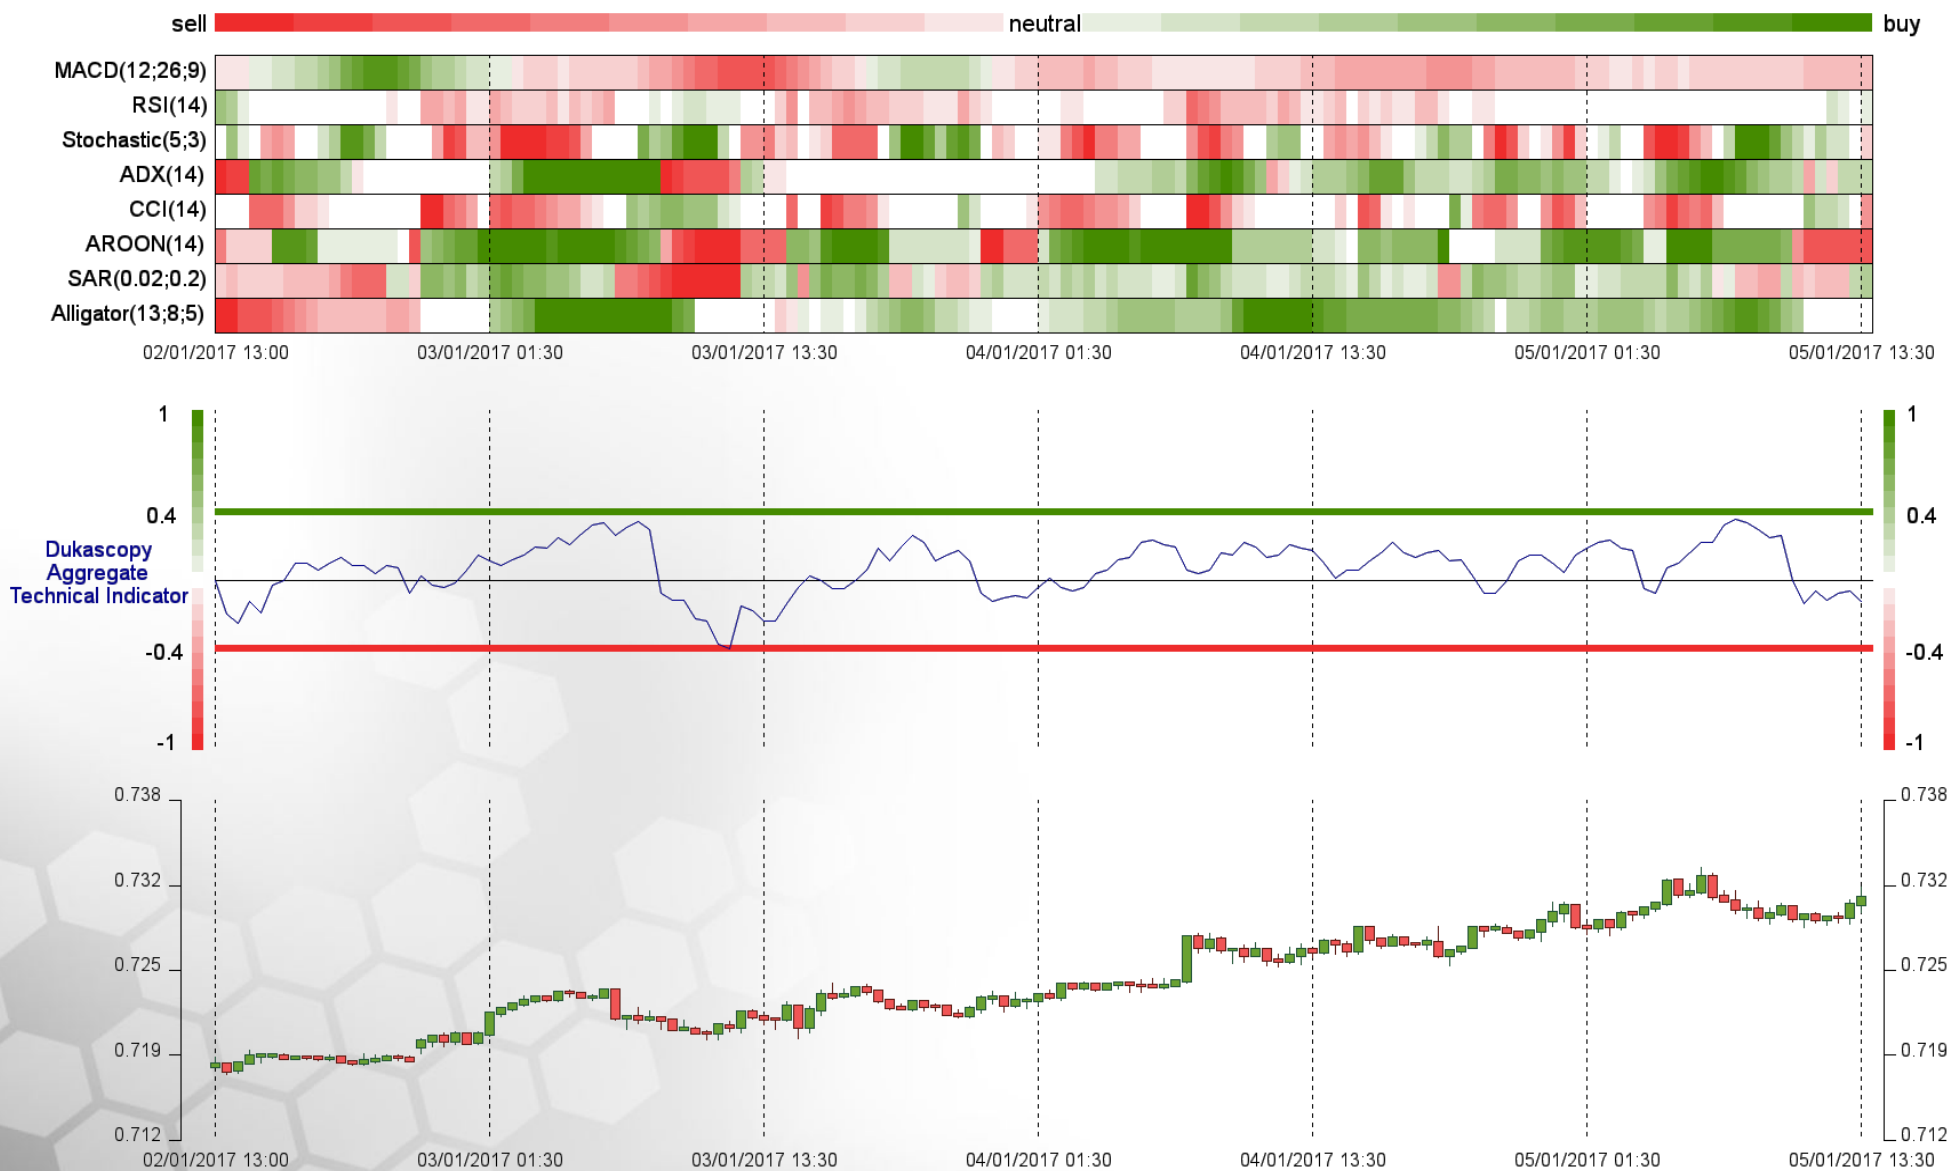 sell neutral buy
MACD(12;26;9)
RSI(14)
Stochastic(5;3)
ADX(14)
CCI(14)
AROON(14)
SAR(0.02;0.2)
Alligator(13;8;5)
02/01/2017 13:00 03/01/2017 01:30 03/01/2017 13:30 04/01/2017 01:30 04/01/2017 13:30 05/01/2017 01:30 05/01/2017 13:30
1 1
0.4 0.4
Dukascopy
Aggregate
Technical Indicator
-0.4 -0.4
-1 -1
0.738 0.738
0.732 0.732
0.725 0.725
0.719 0.719
0.712 0.712
02/01/2017 13:00 03/01/2017 01:30 03/01/2017 13:30 04/01/2017 01:30 04/01/2017 13:30 05/01/2017 01:30 05/01/2017 13:30